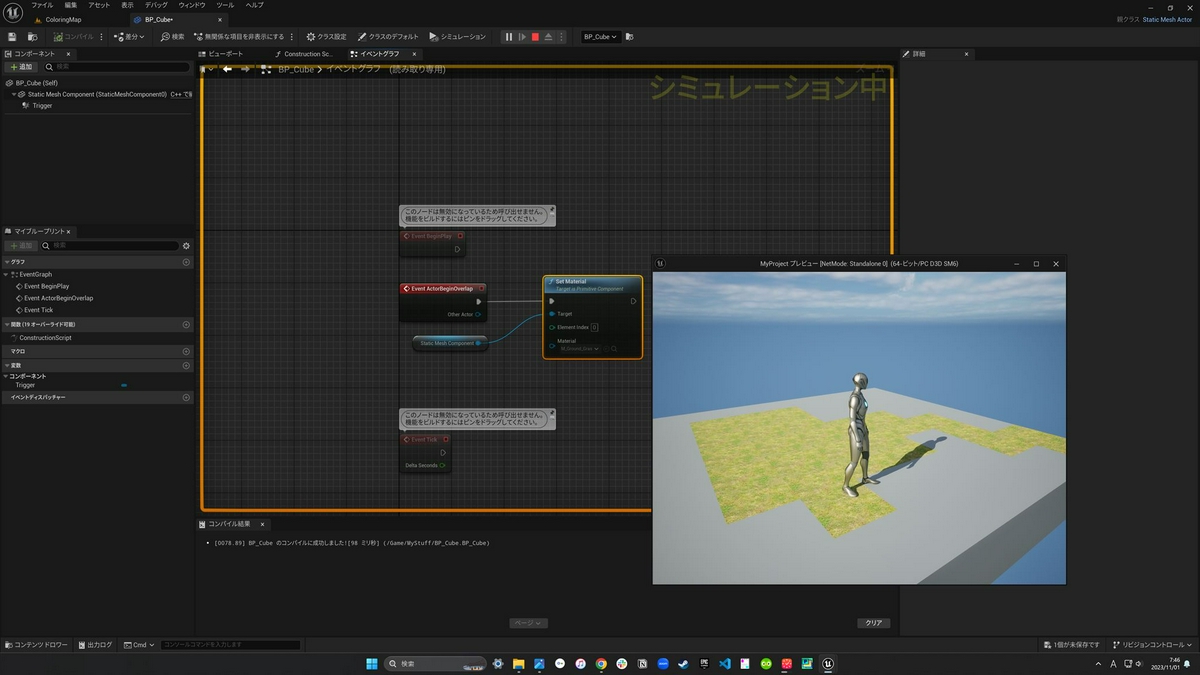 ファイル 編集 アセット 表示 デバッグ ウィンドウ ツール ヘルプ
ColoringMap
BP_Cube•
親クラス Static Mesh Actor
コンパイル
差分
検索
無関係な項目を非表示にする
クラス設定
クラスのデフォルト
シミュレーション
BP_Cube
コンポーネント
追加
検索
BP_Cube (Self)
Static Mesh Component (StaticMeshComponent0)
Trigger
ビューポート
Construction Sc...
イベントグラフ
BP_Cube > イベントグラフ (読み取り専用)
シミュレーション中
詳細
このノードは無効になっているため呼び出せません。
機能をビルドするにはピンをドラッグしてください。
Event BeginPlay
Event ActorBeginOverlap
Other Actor
Static Mesh Component
Set Material
Target is Primitive Component
Target
Element Index 0
Material
このノードは無効になっているため呼び出せません。
機能をビルドするにはピンをドラッグしてください。
Event Tick
Delta Seconds
マイブループリント
追加
検索
グラフ
EventGraph
Event BeginPlay
Event ActorBeginOverlap
Event Tick
関数 (19 オーバーライド可能)
ConstructionScript
マクロ
変数
コンポーネント
Trigger
イベントディスパッチャー
MyProject プレビュー [NetMode: Standalone 0] (64-ビット/PC D3D SM6)
コンパイル結果
[0078.89] BP_Cube のコンパイルに成功しました![98 ミリ秒] (/Game/MyStuff/BP_Cube.BP_Cube)
ページ
クリア
コンテンツドロワー
出力ログ
Cmd
コンソールコマンドを入力します
1個が未保存です
リビジョンコントロール
検索
A
7:46
2023/11/01